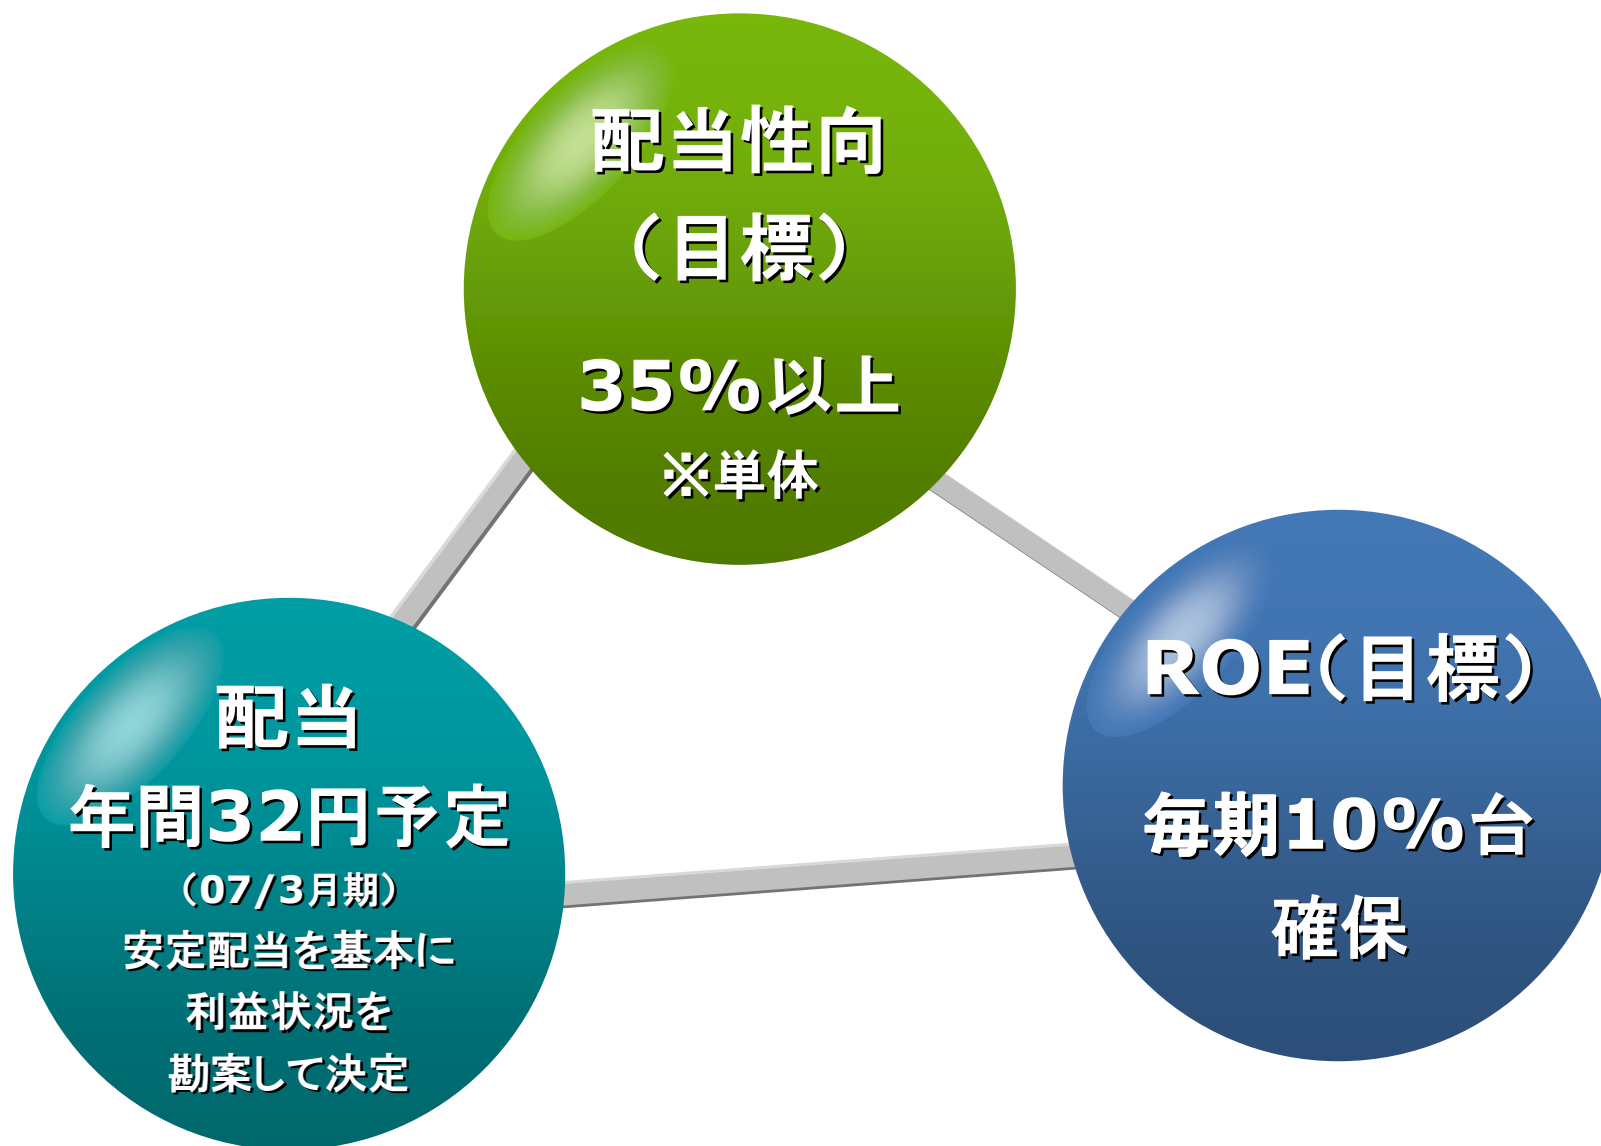 配当性向
（目標）
35%以上
※単体
配当
年間32円予定
（07/3月期）
安定配当を基本に
利益状況を
勘案して決定
ROE（目標）
毎期10%台
確保